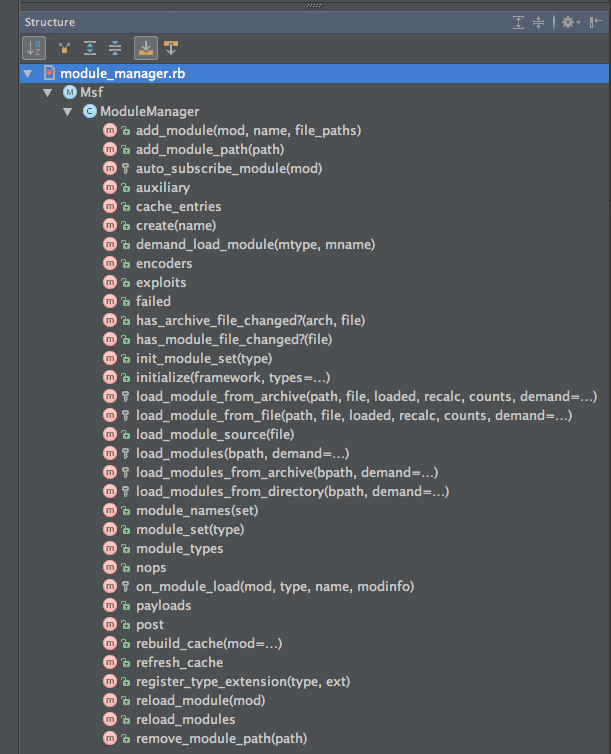 Structure
module_manager.rb
M Msf
C ModuleManager
m add_module(mod, name, file_paths)
m add_module_path(path)
m auto_subscribe_module(mod)
m auxiliary
m cache_entries
m create(name)
m demand_load_module(mtype, mname)
m encoders
m exploits
m failed
m has_archive_file_changed?(arch, file)
m has_module_file_changed?(file)
m init_module_set(type)
m initialize(framework, types=...)
m load_module_from_archive(path, file, loaded, recalc, counts, demand=...)
m load_module_from_file(path, file, loaded, recalc, counts, demand=...)
m load_module_source(file)
m load_modules(bpath, demand=...)
m load_modules_from_archive(bpath, demand=...)
m load_modules_from_directory(bpath, demand=...)
m module_names(set)
m module_set(type)
m module_types
m nops
m on_module_load(mod, type, name, modinfo)
m payloads
m post
m rebuild_cache(mod=...)
m refresh_cache
m register_type_extension(type, ext)
m reload_module(mod)
m reload_modules
m remove_module_path(path)